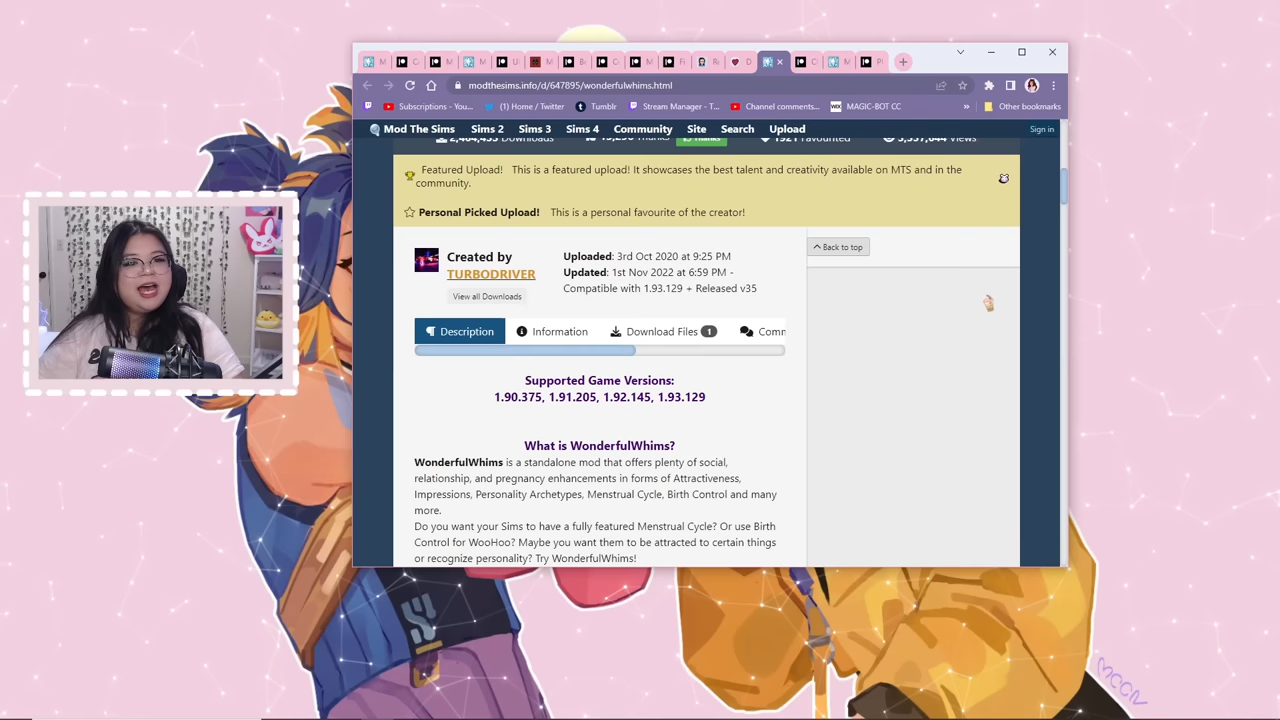 modthesims.info/d/647895/wonderfulwhims.html
Subscriptions - You...
(1) Home / Twitter
Tumblr
Stream Manager - T...
Channel comments...
MAGIC-BOT CC
»
Other bookmarks
Mod The Sims
Sims 2
Sims 3
Sims 4
Community
Site
Search
Upload
Sign in
Downloads
Thanks
Favourited
Views
Featured Upload! This is a featured upload! It showcases the best talent and creativity available on MTS and in the
community.
Personal Picked Upload! This is a personal favourite of the creator!
Back to top
Created by
TURBODRIVER
View all Downloads
Uploaded: 3rd Oct 2020 at 9:25 PM
Updated: 1st Nov 2022 at 6:59 PM -
Compatible with 1.93.129 + Released v35
Description
Information
Download Files 1
Comm
Supported Game Versions:
1.90.375, 1.91.205, 1.92.145, 1.93.129
What is WonderfulWhims?
WonderfulWhims is a standalone mod that offers plenty of social,
relationship, and pregnancy enhancements in forms of Attractiveness,
Impressions, Personality Archetypes, Menstrual Cycle, Birth Control and many
more.
Do you want your Sims to have a fully featured Menstrual Cycle? Or use Birth
Control for WooHoo? Maybe you want them to be attracted to certain things
or recognize personality? Try WonderfulWhims!